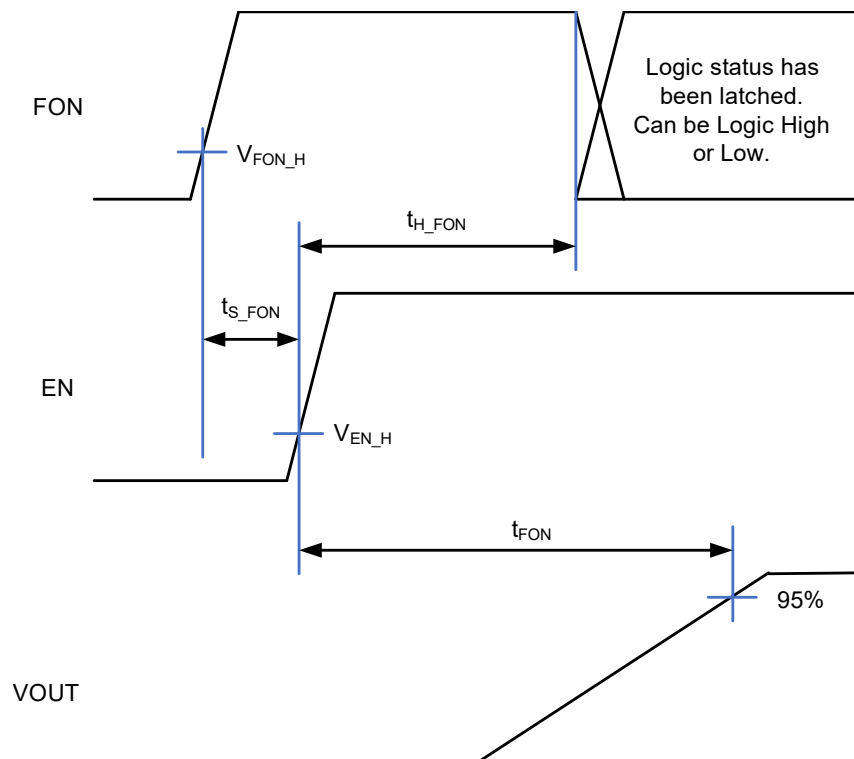 Logic status has
been latched.
Can be Logic High
or Low.
FON
VFON_H
tH_FON
tS_FON
EN
VEN_H
tFON
95%
VOUT